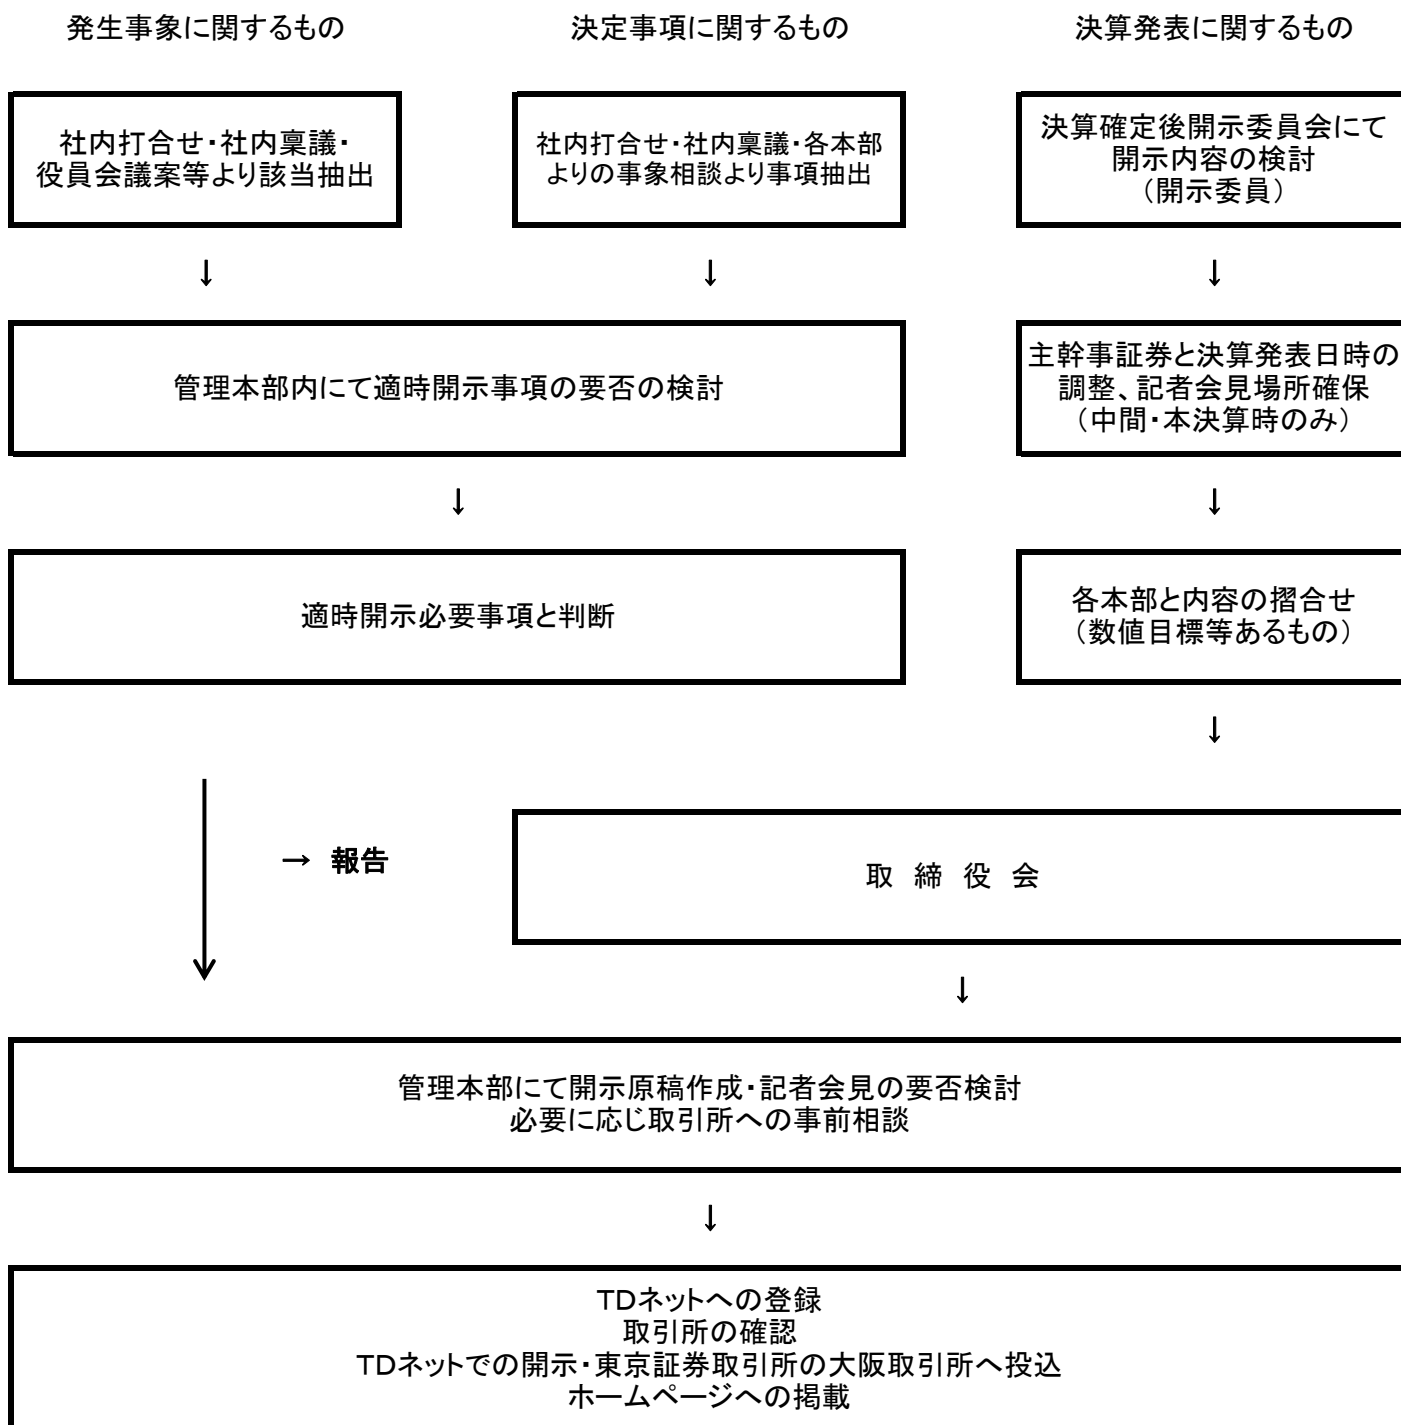 発生事象に関するもの
決定事項に関するもの
決算発表に関するもの
社内打合せ・社内稟議・
役員会議案等より該当抽出
社内打合せ・社内稟議・各本部
よりの事象相談より事項抽出
決算確定後開示委員会にて
開示内容の検討
（開示委員）
↓
↓
↓
管理本部内にて適時開示事項の要否の検討
主幹事証券と決算発表日時の
調整、記者会見場所確保
（中間・本決算時のみ）
↓
↓
適時開示必要事項と判断
各本部と内容の摺合せ
（数値目標等あるもの）
↓
→ 報告
取 締 役 会
↓
管理本部にて開示原稿作成・記者会見の要否検討
必要に応じ取引所への事前相談
↓
ＴＤネットへの登録
取引所の確認
ＴＤネットでの開示・東京証券取引所の大阪取引所へ投込
ホームページへの掲載